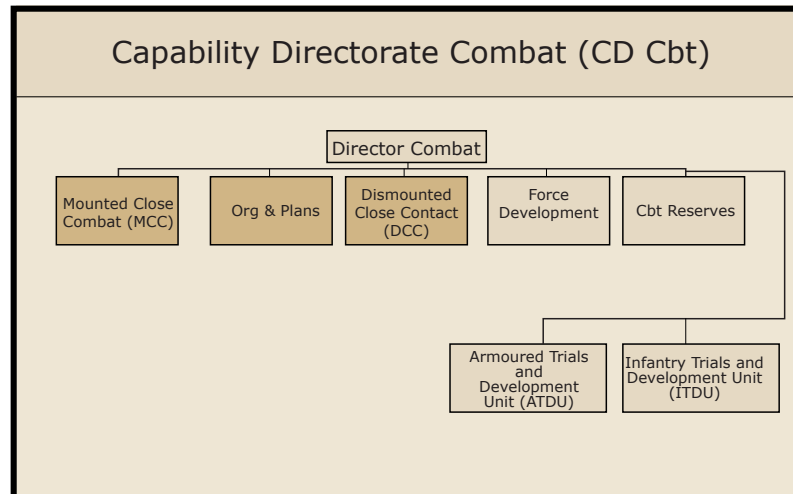 Capability Directorate Combat (CD Cbt)
Director Combat
Mounted Close
Combat (MCC)
Org & Plans
Dismounted
Close Contact
(DCC)
Force
Development
Cbt Reserves
Armoured Trials
and
Development
Unit (ATDU)
Infantry Trials and
Development Unit
(ITDU)